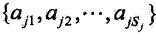 {a_{j1}, a_{j2}, ⋯, a_{jS_j}}